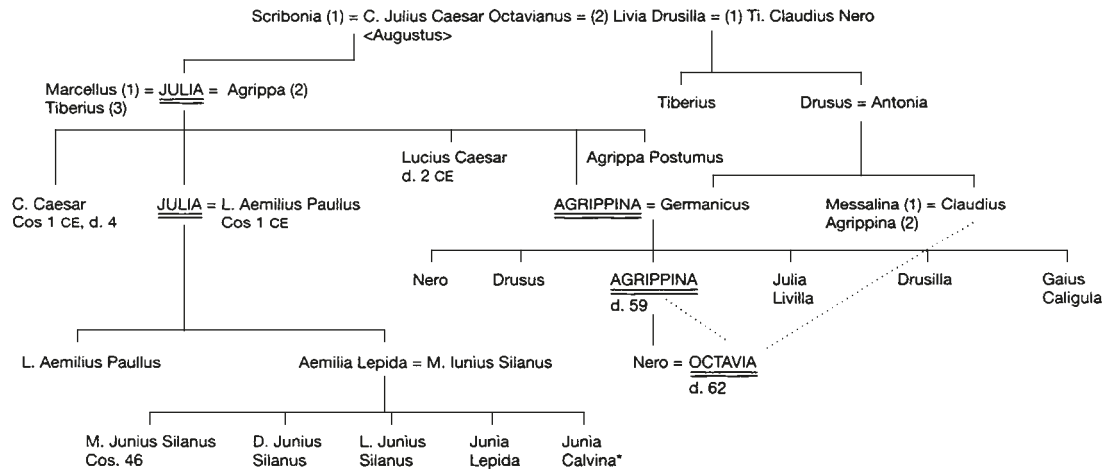 Scribonia (1) = C. Julius Caesar Octavianus = (2) Livia Drusilla = (1) Ti. Claudius Nero
<Augustus>
Marcellus (1) = JULIA = Agrippa (2)
Tiberius (3)
Tiberius
Drusus = Antonia
Lucius Caesar
d. 2 CE
Agrippa Postumus
C. Caesar
Cos 1 CE, d. 4
JULIA = L. Aemilius Paullus
Cos 1 CE
AGRIPPINA = Germanicus
Messalina (1) = Claudius
Agrippina (2)
Nero
Drusus
AGRIPPINA
d. 59
Julia
Livilla
Drusilla
Gaius
Caligula
L. Aemilius Paullus
Aemilia Lepida = M. Iunius Silanus
Nero = OCTAVIA
d. 62
M. Junius Silanus
Cos. 46
D. Junius
Silanus
L. Junius
Silanus
Junia
Lepida
Junia
Calvina*